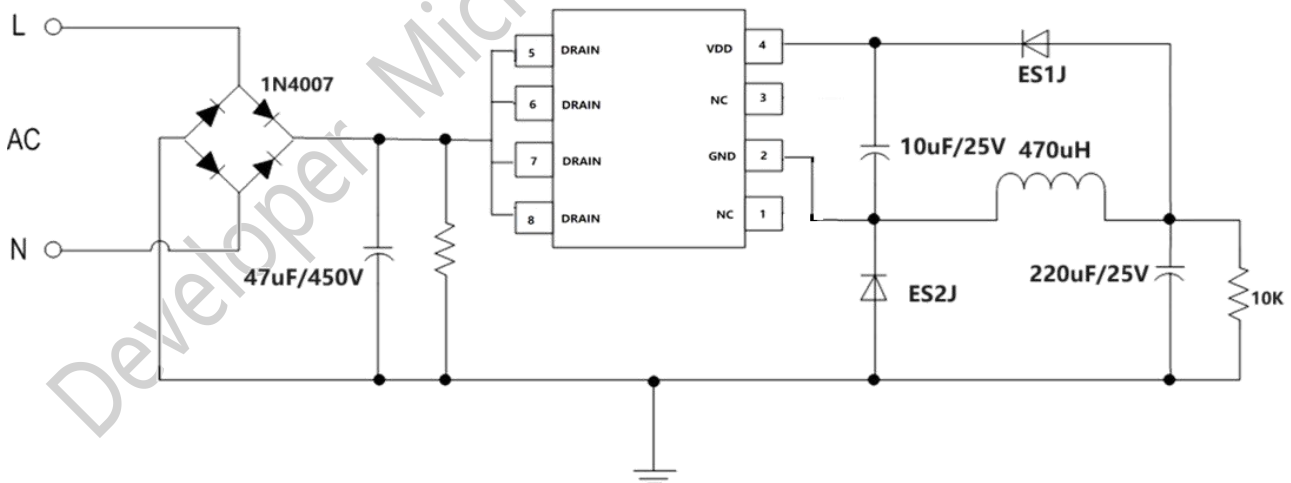 L
1N4007
AC
N
47uF/450V
5 DRAIN
6 DRAIN
7 DRAIN
8 DRAIN
VDD 4
NC 3
GND 2
NC 1
ES1J
10uF/25V
470uH
ES2J
220uF/25V
10K
Developer Mic